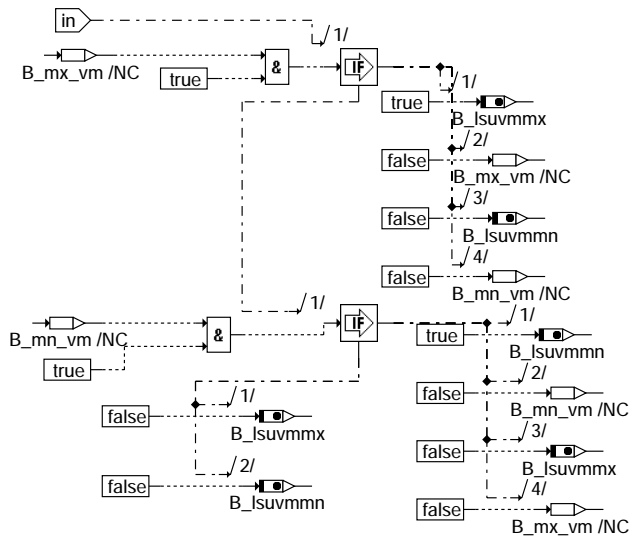 in
1/
B_mx_vm /NC
&
IF
true
1/
true
B_lsuvmmx
2/
false
B_mx_vm /NC
3/
false
B_lsuvmmn
4/
false
B_mn_vm /NC
1/
IF
1/
B_mn_vm /NC
&
true
true
B_lsuvmmn
2/
false
B_mn_vm /NC
1/
false
B_lsuvmmx
3/
false
B_lsuvmmx
2/
false
B_lsuvmmn
4/
false
B_mx_vm /NC